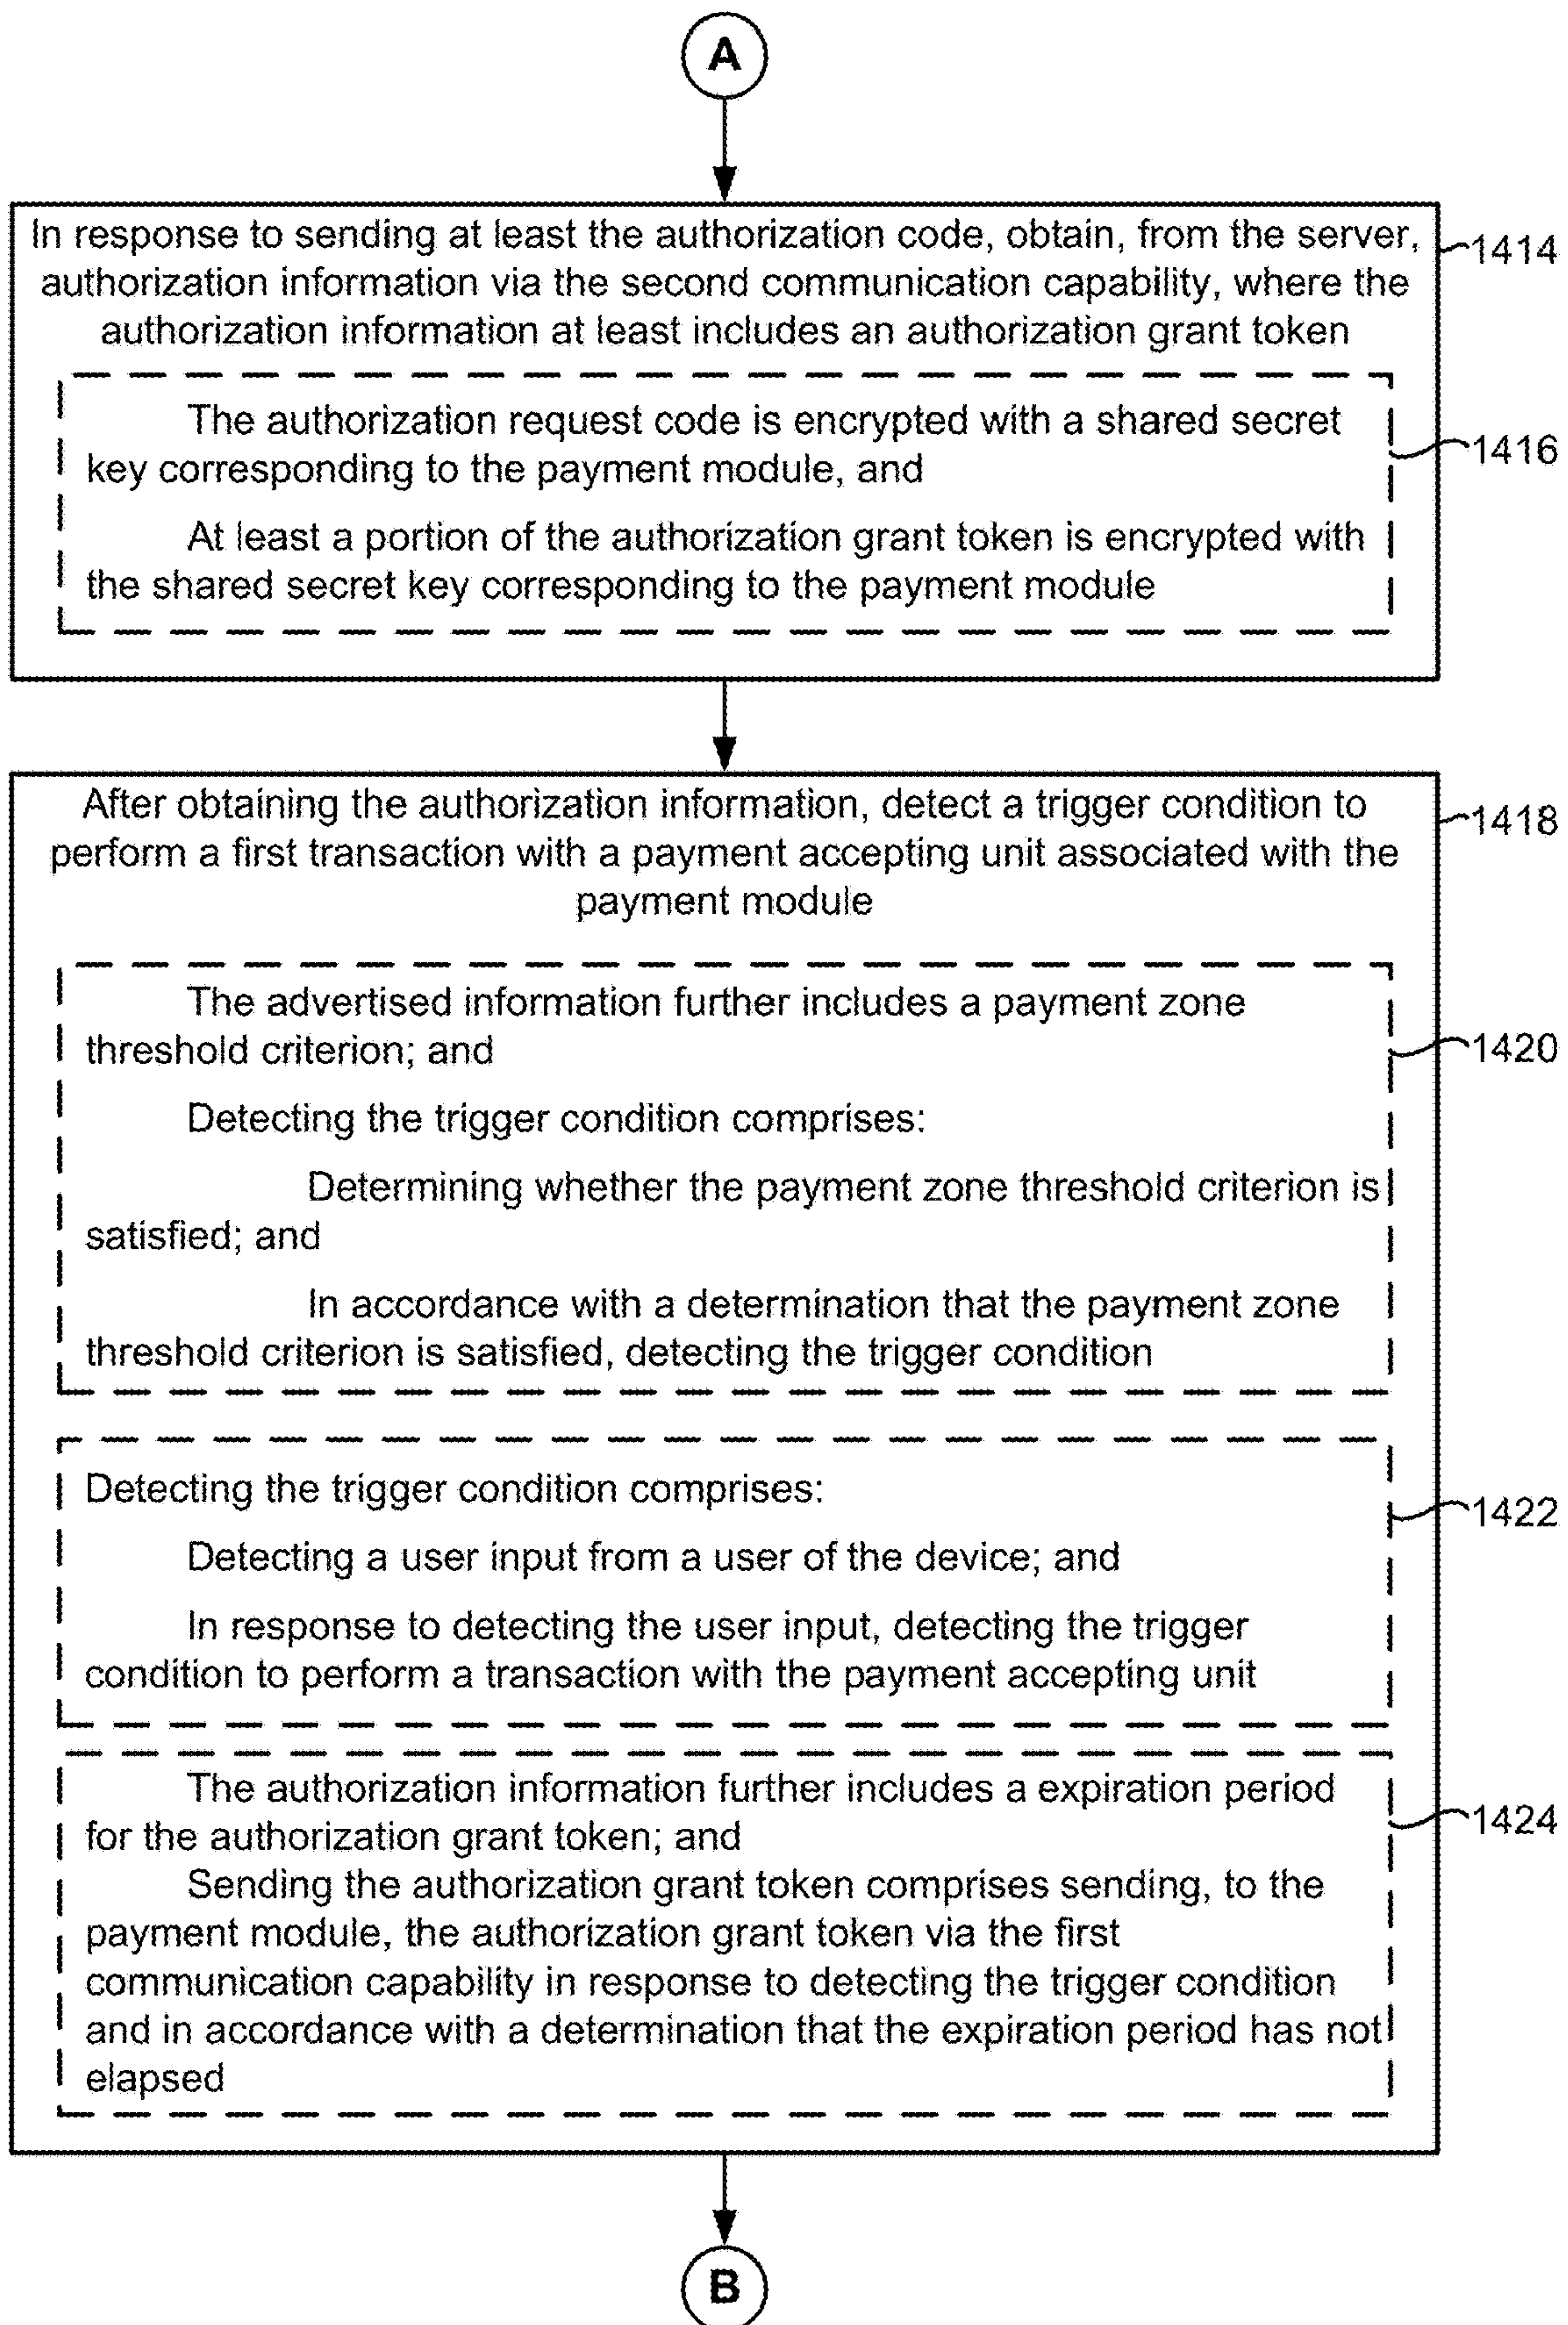 A
In response to sending at least the authorization code, obtain, from the server,
authorization information via the second communication capability, where the
authorization information at least includes an authorization grant token
1414
The authorization request code is encrypted with a shared secret
key corresponding to the payment module, and
1416
At least a portion of the authorization grant token is encrypted with
the shared secret key corresponding to the payment module
After obtaining the authorization information, detect a trigger condition to
perform a first transaction with a payment accepting unit associated with the
payment module
1418
The advertised information further includes a payment zone
threshold criterion; and
1420
Detecting the trigger condition comprises:
Determining whether the payment zone threshold criterion is
satisfied; and
In accordance with a determination that the payment zone
threshold criterion is satisfied, detecting the trigger condition
Detecting the trigger condition comprises:
1422
Detecting a user input from a user of the device; and
In response to detecting the user input, detecting the trigger
condition to perform a transaction with the payment accepting unit
The authorization information further includes a expiration period
for the authorization grant token; and
1424
Sending the authorization grant token comprises sending, to the
payment module, the authorization grant token via the first
communication capability in response to detecting the trigger condition
and in accordance with a determination that the expiration period has not
elapsed
B